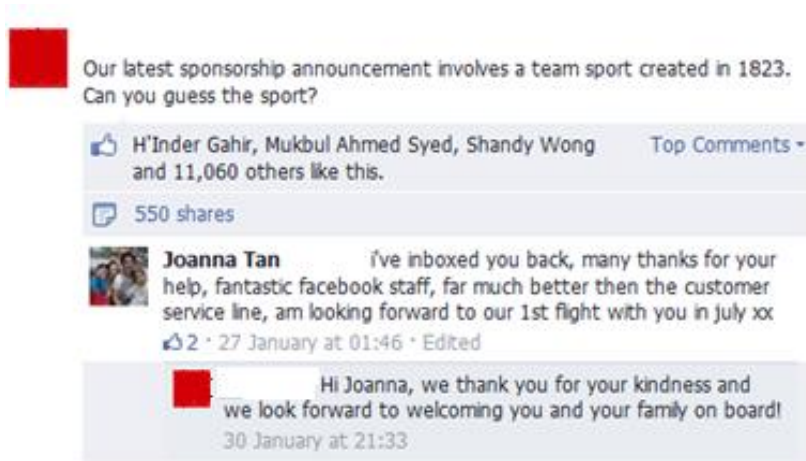 Our latest sponsorship announcement involves a team sport created in 1823.
Can you guess the sport?
H'Inder Gahir, Mukbul Ahmed Syed, Shandy Wong Top Comments
and 11,060 others like this.
550 shares
Joanna Tan i've inboxed you back, many thanks for your
help, fantastic facebook staff, far much better then the customer
service line, am looking forward to our 1st flight with you in july xx
2 · 27 January at 01:46 · Edited
Hi Joanna, we thank you for your kindness and
we look forward to welcoming you and your family on board!
30 January at 21:33